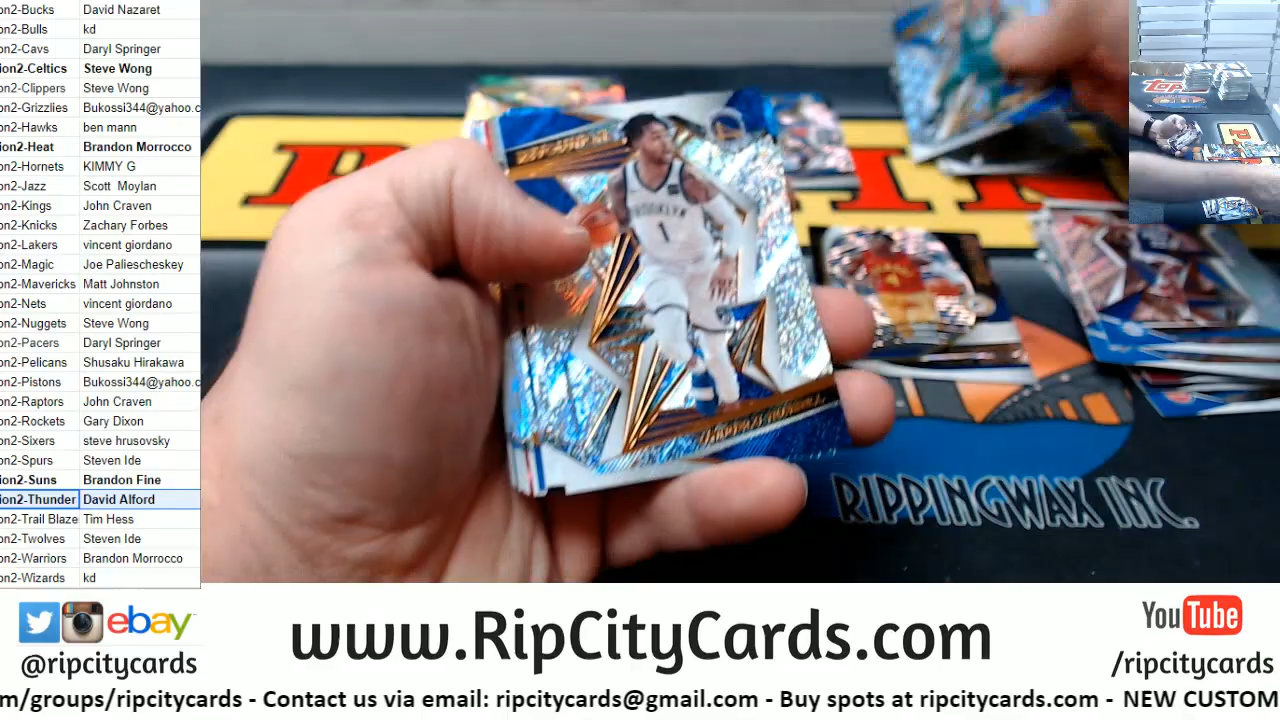 on2-Bucks David Nazaret
on2-Bulls kd
on2-Cavs Daryl Springer
ion2-Celtics Steve Wong
on2-Clippers Steve Wong
on2-Grizzlies Bukossi344@yahoo.c
on2-Hawks ben mann
ion2-Heat Brandon Morrocco
on2-Hornets KIMMY G
on2-Jazz Scott Moylan
on2-Kings John Craven
on2-Knicks Zachary Forbes
on2-Lakers vincent giordano
on2-Magic Joe Paliescheskey
on2-Mavericks Matt Johnston
on2-Nets vincent giordano
on2-Nuggets Steve Wong
on2-Pacers Daryl Springer
on2-Pelicans Shusaku Hirakawa
on2-Pistons Bukossi344@yahoo.c
on2-Raptors John Craven
on2-Rockets Gary Dixon
on2-Sixers steve hrusovsky
on2-Spurs Steven Ide
ion2-Suns Brandon Fine
ion2-Thunder David Alford
on2-Trail Blaze Tim Hess
on2-Twolves Steven Ide
on2-Warriors Brandon Morrocco
on2-Wizards kd
BROOKLYN
1
4
RIPPINGWAX INC.
ebay
@ripcitycards
www.RipCityCards.com
YouTube
/ripcitycards
m/groups/ripcitycards - Contact us via email: ripcitycards@gmail.com - Buy spots at ripcitycards.com - NEW CUSTOM